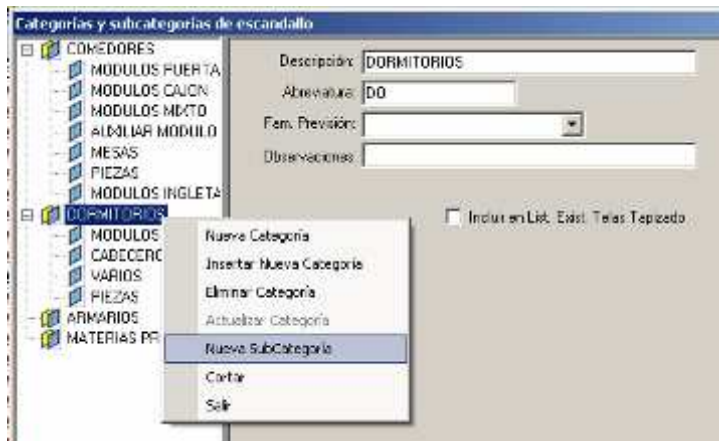 Categorías y subcategorías de escandallo
COMEDORES
MODULOS PUERTA
MODULOS CAJON
MODULOS MIXTO
AUXILIAR MODULO
MESAS
PIEZAS
MODULOS INGLETA
DORMITORIOS
MODULOS
CABECERO
VARIOS
PIEZAS
ARMARIOS
MATERIAS PR
Descripción: DORMITORIOS
Abreviatura: DO
Fam. Previsión:
Observaciones:
Incluir en List. Exist. Telas Tapizado
Nueva Categoría
Insertar Nueva Categoría
Eliminar Categoría
Actualizar Categoría
Nueva SubCategoría
Cortar
Salir